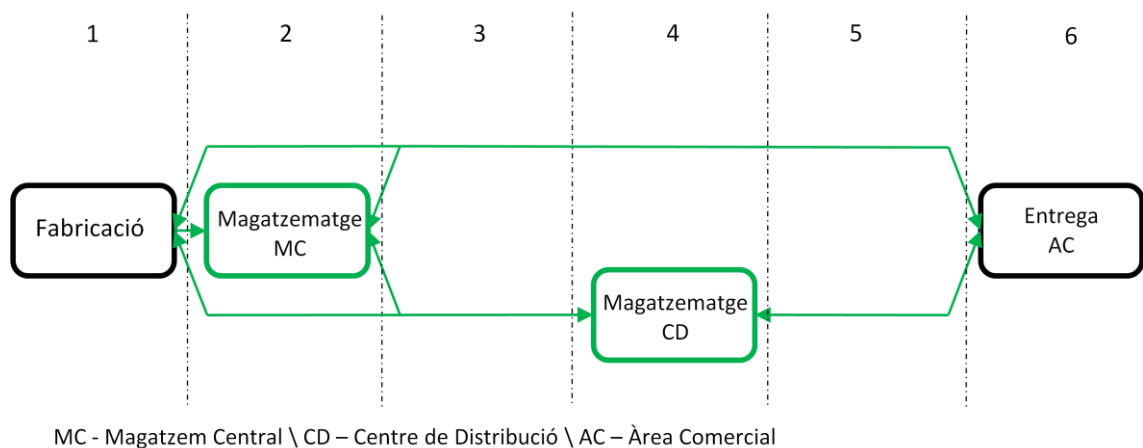 1 2 3 4 5 6
Fabricació
Magatzematge
MC
Entrega
AC
Magatzematge
CD
MC - Magatzem Central \ CD – Centre de Distribució \ AC – Àrea Comercial